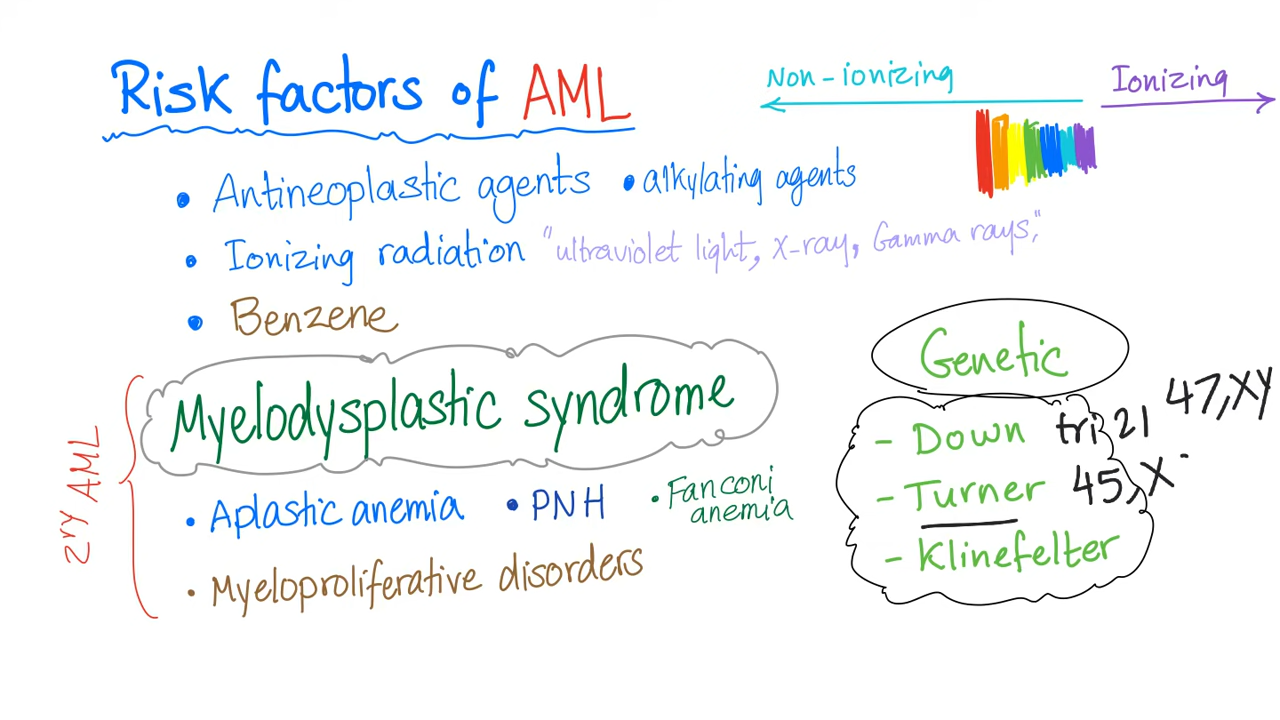 Risk factors of AML
Non-ionizing
Ionizing
• Antineoplastic agents • alkylating agents
• Ionizing radiation "ultraviolet light, X-ray, Gamma rays,"
• Benzene
Myelodysplastic syndrome
2ry AML
• Aplastic anemia • PNH
• Fanconi
anemia
• Myeloproliferative disorders
Genetic
- Down tri 21 47,XY
- Turner 45,X
- Klinefelter